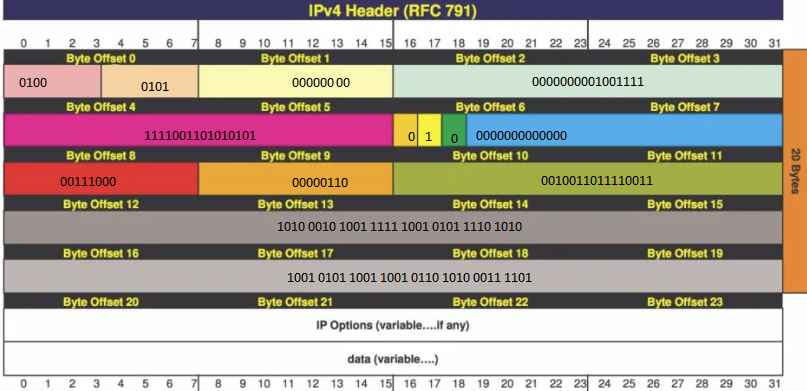 IPv4 Header (RFC 791)
0 1 2 3 4 5 6 7 8 9 10 11 12 13 14 15 16 17 18 19 20 21 22 23 24 25 26 27 28 29 30 31
Byte Offset 0 Byte Offset 1 Byte Offset 2 Byte Offset 3
0100 0101 00000000 0000000001001111
Byte Offset 4 Byte Offset 5 Byte Offset 6 Byte Offset 7
1111001101010101 0 1 0 0000000000000
Byte Offset 8 Byte Offset 9 Byte Offset 10 Byte Offset 11
00111000 00000110 0010011011110011
Byte Offset 12 Byte Offset 13 Byte Offset 14 Byte Offset 15
1010 0010 1001 1111 1001 0101 1110 1010
Byte Offset 16 Byte Offset 17 Byte Offset 18 Byte Offset 19
1001 0101 1001 1001 0110 1010 0011 1101
Byte Offset 20 Byte Offset 21 Byte Offset 22 Byte Offset 23
20 Bytes
IP Options (variable....if any)
data (variable....)
0 1 2 3 4 5 6 7 8 9 10 11 12 13 14 15 16 17 18 19 20 21 22 23 24 25 26 27 28 29 30 31